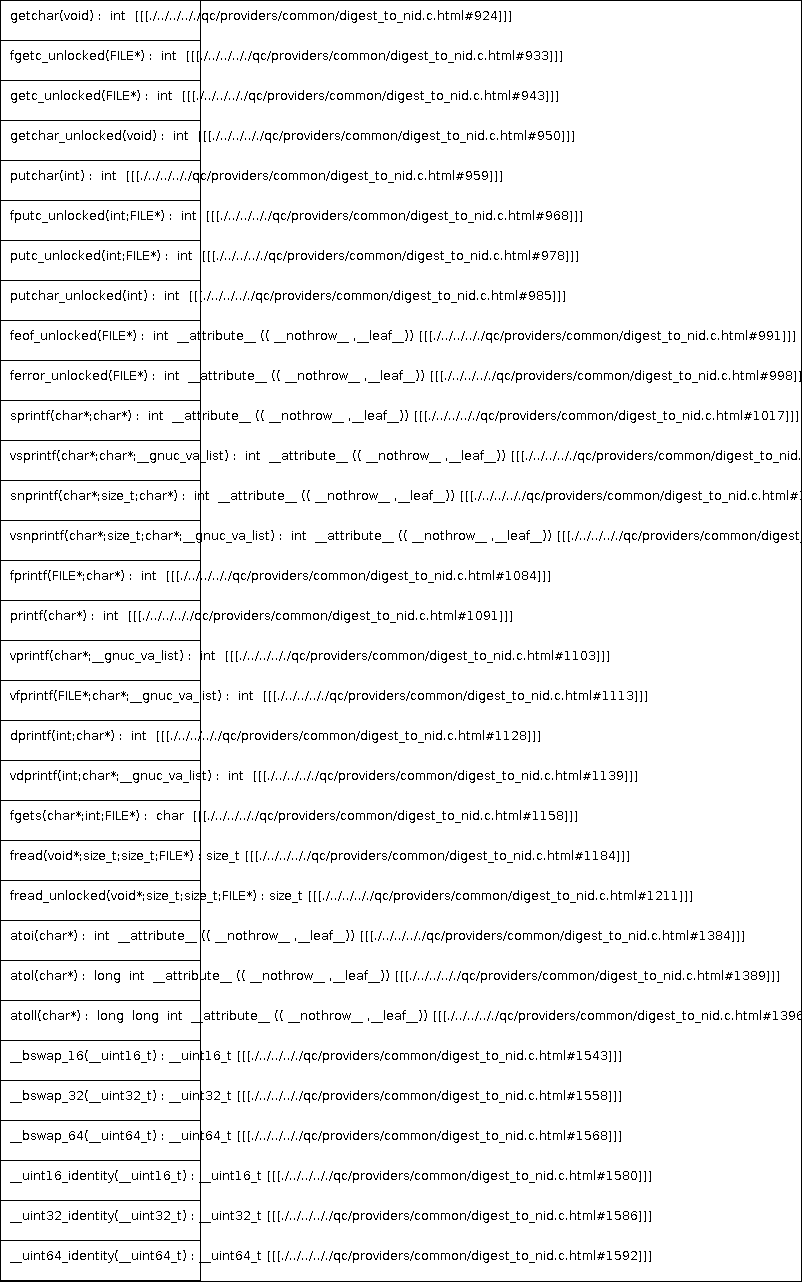 getchar(void) : int [[[./../../.././qc/providers/common/digest_to_nid.c.html#924]]]
fgetc_unlocked(FILE*) : int [[[./../../.././qc/providers/common/digest_to_nid.c.html#933]]]
getc_unlocked(FILE*) : int [[[./../../.././qc/providers/common/digest_to_nid.c.html#943]]]
getchar_unlocked(void) : int [[[./../../.././qc/providers/common/digest_to_nid.c.html#950]]]
putchar(int) : int [[[./../../.././qc/providers/common/digest_to_nid.c.html#959]]]
fputc_unlocked(int;FILE*) : int [[[./../../.././qc/providers/common/digest_to_nid.c.html#968]]]
putc_unlocked(int;FILE*) : int [[[./../../.././qc/providers/common/digest_to_nid.c.html#978]]]
putchar_unlocked(int) : int [[[./../../.././qc/providers/common/digest_to_nid.c.html#985]]]
feof_unlocked(FILE*) : int __attribute__ (( __nothrow__ ,__leaf__)) [[[./../../.././qc/providers/common/digest_to_nid.c.html#991]]]
ferror_unlocked(FILE*) : int __attribute__ (( __nothrow__ ,__leaf__)) [[[./../../.././qc/providers/common/digest_to_nid.c.html#998]]
sprintf(char*;char*) : int __attribute__ (( __nothrow__ ,__leaf__)) [[[./../../.././qc/providers/common/digest_to_nid.c.html#1017]]]
vsprintf(char*;char*;__gnuc_va_list) : int __attribute__ (( __nothrow__ ,__leaf__)) [[[./../../.././qc/providers/common/digest_to_nid.
snprintf(char*;size_t;char*) : int __attribute__ (( __nothrow__ ,__leaf__)) [[[./../../.././qc/providers/common/digest_to_nid.c.html#
vsnprintf(char*;size_t;char*;__gnuc_va_list) : int __attribute__ (( __nothrow__ ,__leaf__)) [[[./../../.././qc/providers/common/digest
fprintf(FILE*;char*) : int [[[./../../.././qc/providers/common/digest_to_nid.c.html#1084]]]
printf(char*) : int [[[./../../.././qc/providers/common/digest_to_nid.c.html#1091]]]
vprintf(char*;__gnuc_va_list) : int [[[./../../.././qc/providers/common/digest_to_nid.c.html#1103]]]
vfprintf(FILE*;char*;__gnuc_va_list) : int [[[./../../.././qc/providers/common/digest_to_nid.c.html#1113]]]
dprintf(int;char*) : int [[[./../../.././qc/providers/common/digest_to_nid.c.html#1128]]]
vdprintf(int;char*;__gnuc_va_list) : int [[[./../../.././qc/providers/common/digest_to_nid.c.html#1139]]]
fgets(char*;int;FILE*) : char [[[./../../.././qc/providers/common/digest_to_nid.c.html#1158]]]
fread(void*;size_t;size_t;FILE*) : size_t [[[./../../.././qc/providers/common/digest_to_nid.c.html#1184]]]
fread_unlocked(void*;size_t;size_t;FILE*) : size_t [[[./../../.././qc/providers/common/digest_to_nid.c.html#1211]]]
atoi(char*) : int __attribute__ (( __nothrow__ ,__leaf__)) [[[./../../.././qc/providers/common/digest_to_nid.c.html#1384]]]
atol(char*) : long int __attribute__ (( __nothrow__ ,__leaf__)) [[[./../../.././qc/providers/common/digest_to_nid.c.html#1389]]]
atoll(char*) : long long int __attribute__ (( __nothrow__ ,__leaf__)) [[[./../../.././qc/providers/common/digest_to_nid.c.html#1396
__bswap_16(__uint16_t) : __uint16_t [[[./../../.././qc/providers/common/digest_to_nid.c.html#1543]]]
__bswap_32(__uint32_t) : __uint32_t [[[./../../.././qc/providers/common/digest_to_nid.c.html#1558]]]
__bswap_64(__uint64_t) : __uint64_t [[[./../../.././qc/providers/common/digest_to_nid.c.html#1568]]]
__uint16_identity(__uint16_t) : __uint16_t [[[./../../.././qc/providers/common/digest_to_nid.c.html#1580]]]
__uint32_identity(__uint32_t) : __uint32_t [[[./../../.././qc/providers/common/digest_to_nid.c.html#1586]]]
__uint64_identity(__uint64_t) : __uint64_t [[[./../../.././qc/providers/common/digest_to_nid.c.html#1592]]]